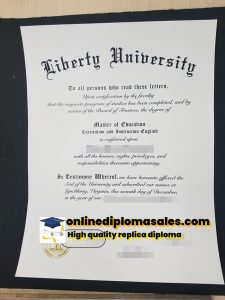 Liberty University
To all persons who read these letters,
Upon certification by the faculty
that the requisite program of studies has been completed, and by
action of the Board of Trustees, the degree of
Master of Education
Curriculum and Instruction-English
is conferred upon
with all the honors, rights, privileges, and
responsibilities thereunto appertaining.
In Testimony Whereof, we have hereunto affixed the
Seal of the University and subscribed our names at
Lynchburg, Virginia, this seventh day of December,
in the year of our
onlinediplomasales.com
High quality replica diploma